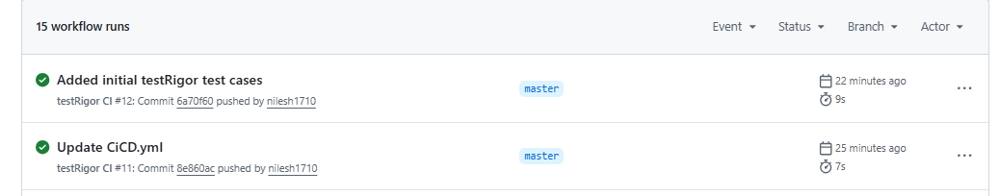 15 workflow runs
Event Status Branch Actor
Added initial testRigor test cases
testRigor CI #12: Commit 6a70f60 pushed by nilesh1710
master
22 minutes ago
9s
Update CiCD.yml
testRigor CI #11: Commit 8e860ac pushed by nilesh1710
master
25 minutes ago
7s